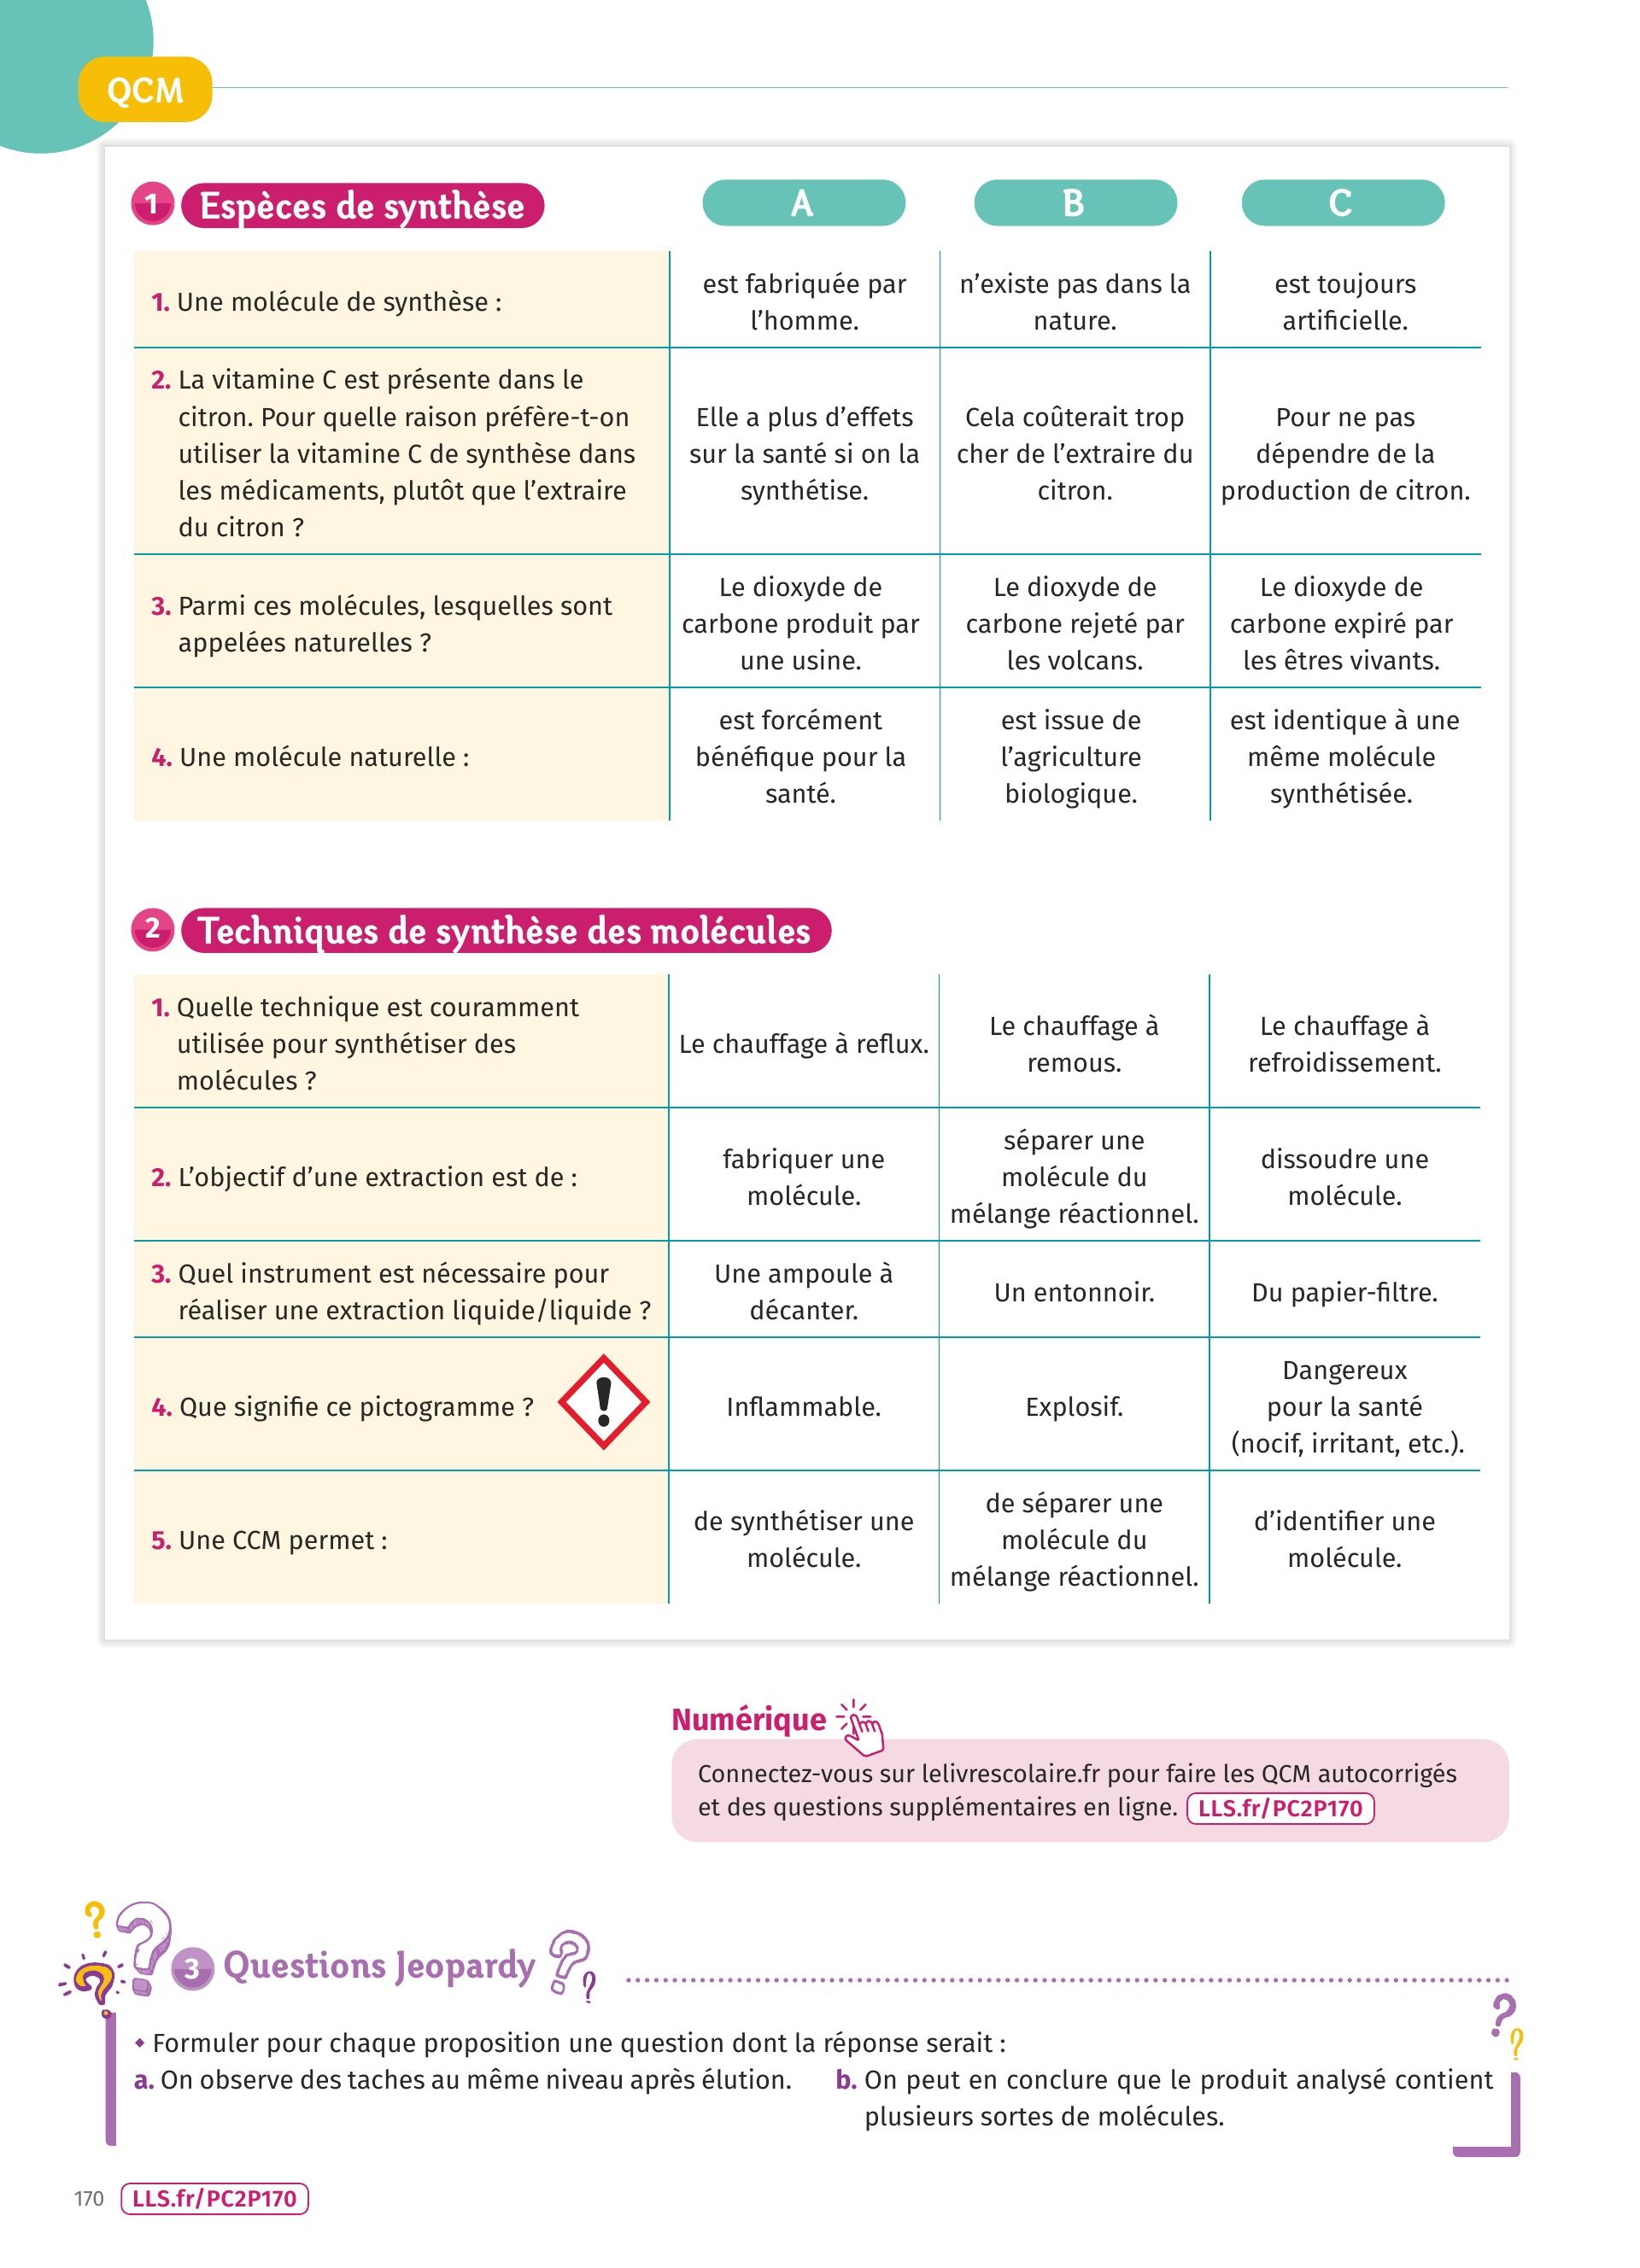 QCM
1 Espèces de synthèse
A
B
C
1. Une molécule de synthèse :
est fabriquée par
l’homme.
n’existe pas dans la
nature.
est toujours
artificielle.
2. La vitamine C est présente dans le
citron. Pour quelle raison préfère-t-on
utiliser la vitamine C de synthèse dans
les médicaments, plutôt que l’extraire
du citron ?
Elle a plus d’effets
sur la santé si on la
synthétise.
Cela coûterait trop
cher de l’extraire du
citron.
Pour ne pas
dépendre de la
production de citron.
3. Parmi ces molécules, lesquelles sont
appelées naturelles ?
Le dioxyde de
carbone produit par
une usine.
Le dioxyde de
carbone rejeté par
les volcans.
Le dioxyde de
carbone expiré par
les êtres vivants.
4. Une molécule naturelle :
est forcément
bénéfique pour la
santé.
est issue de
l’agriculture
biologique.
est identique à une
même molécule
synthétisée.
2 Techniques de synthèse des molécules
1. Quelle technique est couramment
utilisée pour synthétiser des
molécules ?
Le chauffage à reflux.
Le chauffage à
remous.
Le chauffage à
refroidissement.
2. L’objectif d’une extraction est de :
fabriquer une
molécule.
séparer une
molécule du
mélange réactionnel.
dissoudre une
molécule.
3. Quel instrument est nécessaire pour
réaliser une extraction liquide/liquide ?
Une ampoule à
décanter.
Un entonnoir.
Du papier-filtre.
4. Que signifie ce pictogramme ?
Inflammable.
Explosif.
Dangereux
pour la santé
(nocif, irritant, etc.).
5. Une CCM permet :
de synthétiser une
molécule.
de séparer une
molécule du
mélange réactionnel.
d’identifier une
molécule.
Numérique
Connectez-vous sur lelivrescolaire.fr pour faire les QCM autocorrigés
et des questions supplémentaires en ligne. LLS.fr/PC2P170
3 Questions Jeopardy
◆ Formuler pour chaque proposition une question dont la réponse serait :
a. On observe des taches au même niveau après élution.
b. On peut en conclure que le produit analysé contient
plusieurs sortes de molécules.
170 LLS.fr/PC2P170